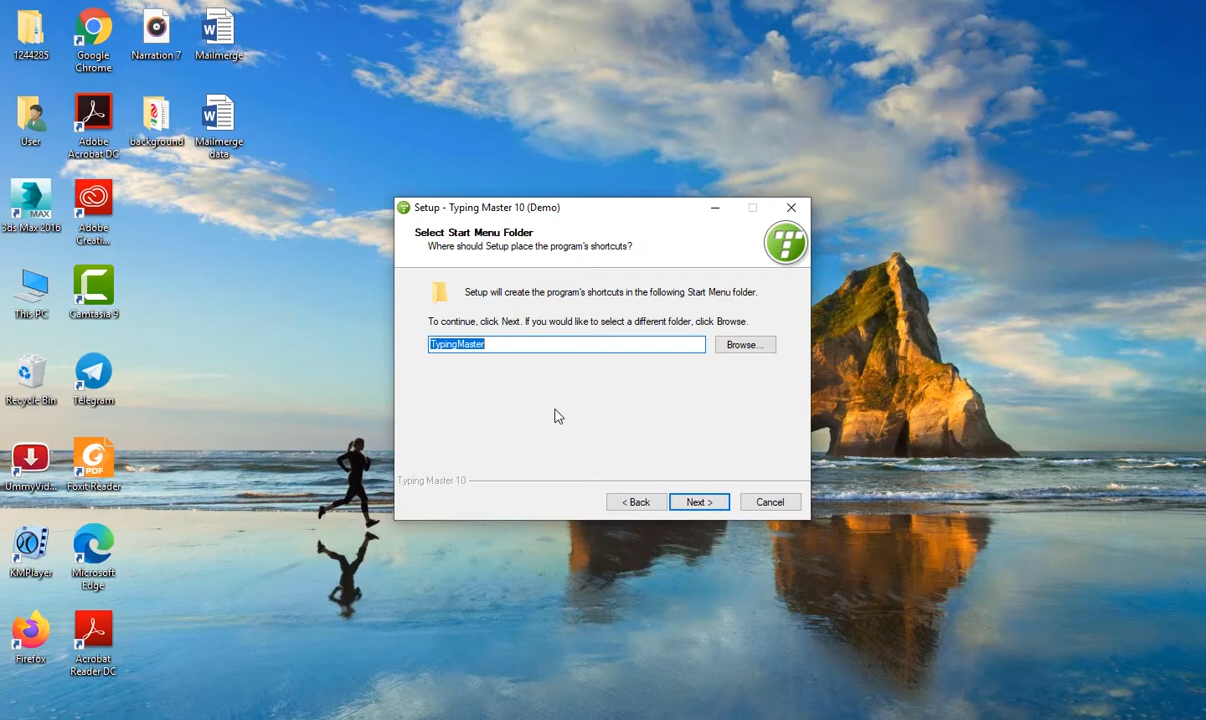 1244285
Google
Chrome
Narration 7
Mailmerge
User
Adobe
Acrobat DC
background
Mailmerge
data
3ds Max 2016
Adobe
Creati...
This PC
Camtasia 9
Recycle Bin
Telegram
UmmyVid...
Foxit Reader
KMPlayer
Microsoft
Edge
Firefox
Acrobat
Reader DC
Setup - Typing Master 10 (Demo)
Select Start Menu Folder
Where should Setup place the program's shortcuts?
Setup will create the program's shortcuts in the following Start Menu folder.
To continue, click Next. If you would like to select a different folder, click Browse.
TypingMaster
Browse...
Typing Master 10
< Back
Next >
Cancel
MAX
PDF